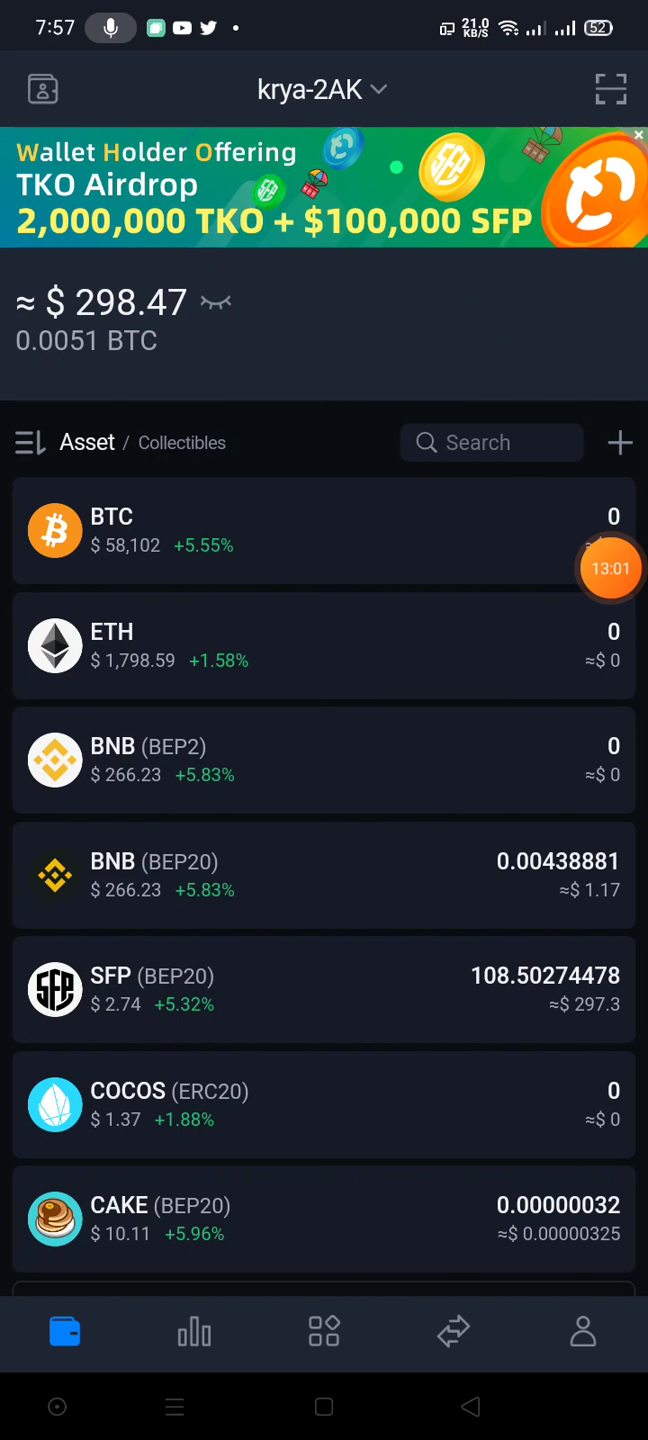 7:57
21.0
KB/S
52
krya-2AK
Wallet Holder Offering
TKO Airdrop
2,000,000 TKO + $100,000 SFP
≈ $ 298.47
0.0051 BTC
Asset / Collectibles
Search
BTC
0
$ 58,102 +5.55%
13:01
ETH
0
$ 1,798.59 +1.58%
≈$ 0
BNB (BEP2)
0
$ 266.23 +5.83%
≈$ 0
BNB (BEP20)
0.00438881
$ 266.23 +5.83%
≈$ 1.17
SFP (BEP20)
108.50274478
$ 2.74 +5.32%
≈$ 297.3
COCOS (ERC20)
0
$ 1.37 +1.88%
≈$ 0
CAKE (BEP20)
0.00000032
$ 10.11 +5.96%
≈$ 0.00000325